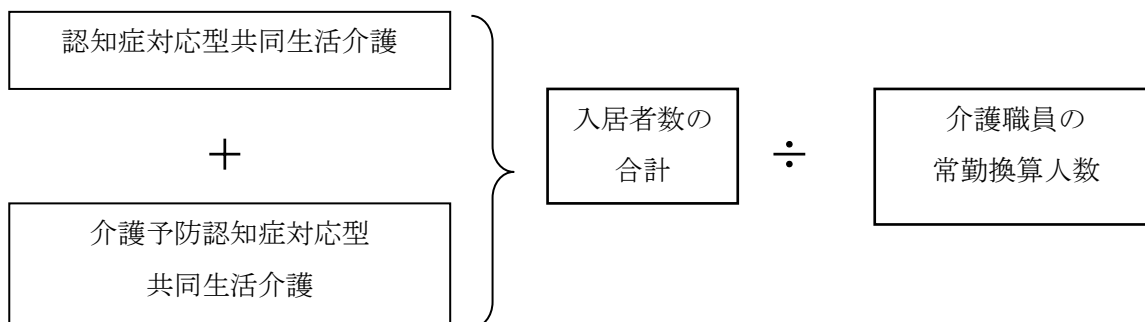 認知症対応型共同生活介護
＋
介護予防認知症対応型
共同生活介護
入居者数の
合計
÷
介護職員の
常勤換算人数